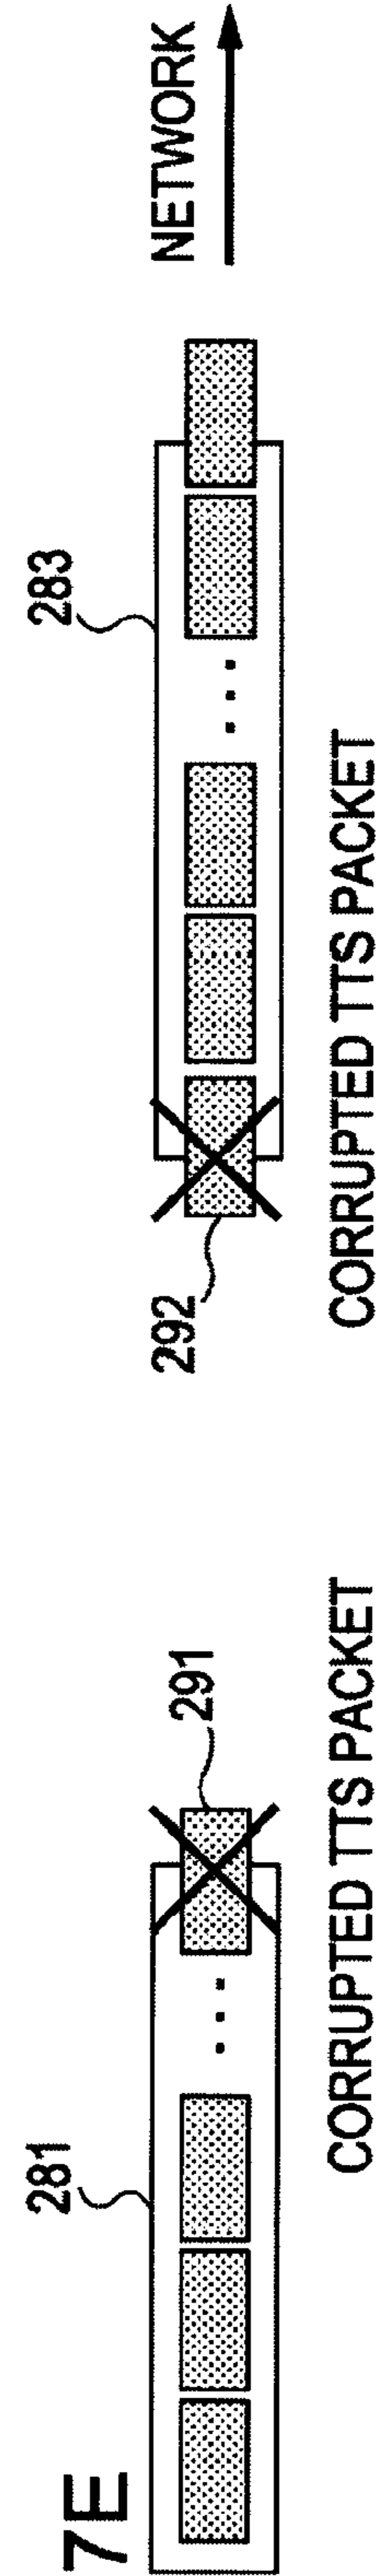 7E
281
291
292
283
NETWORK
CORRUPTED TTS PACKET
CORRUPTED TTS PACKET